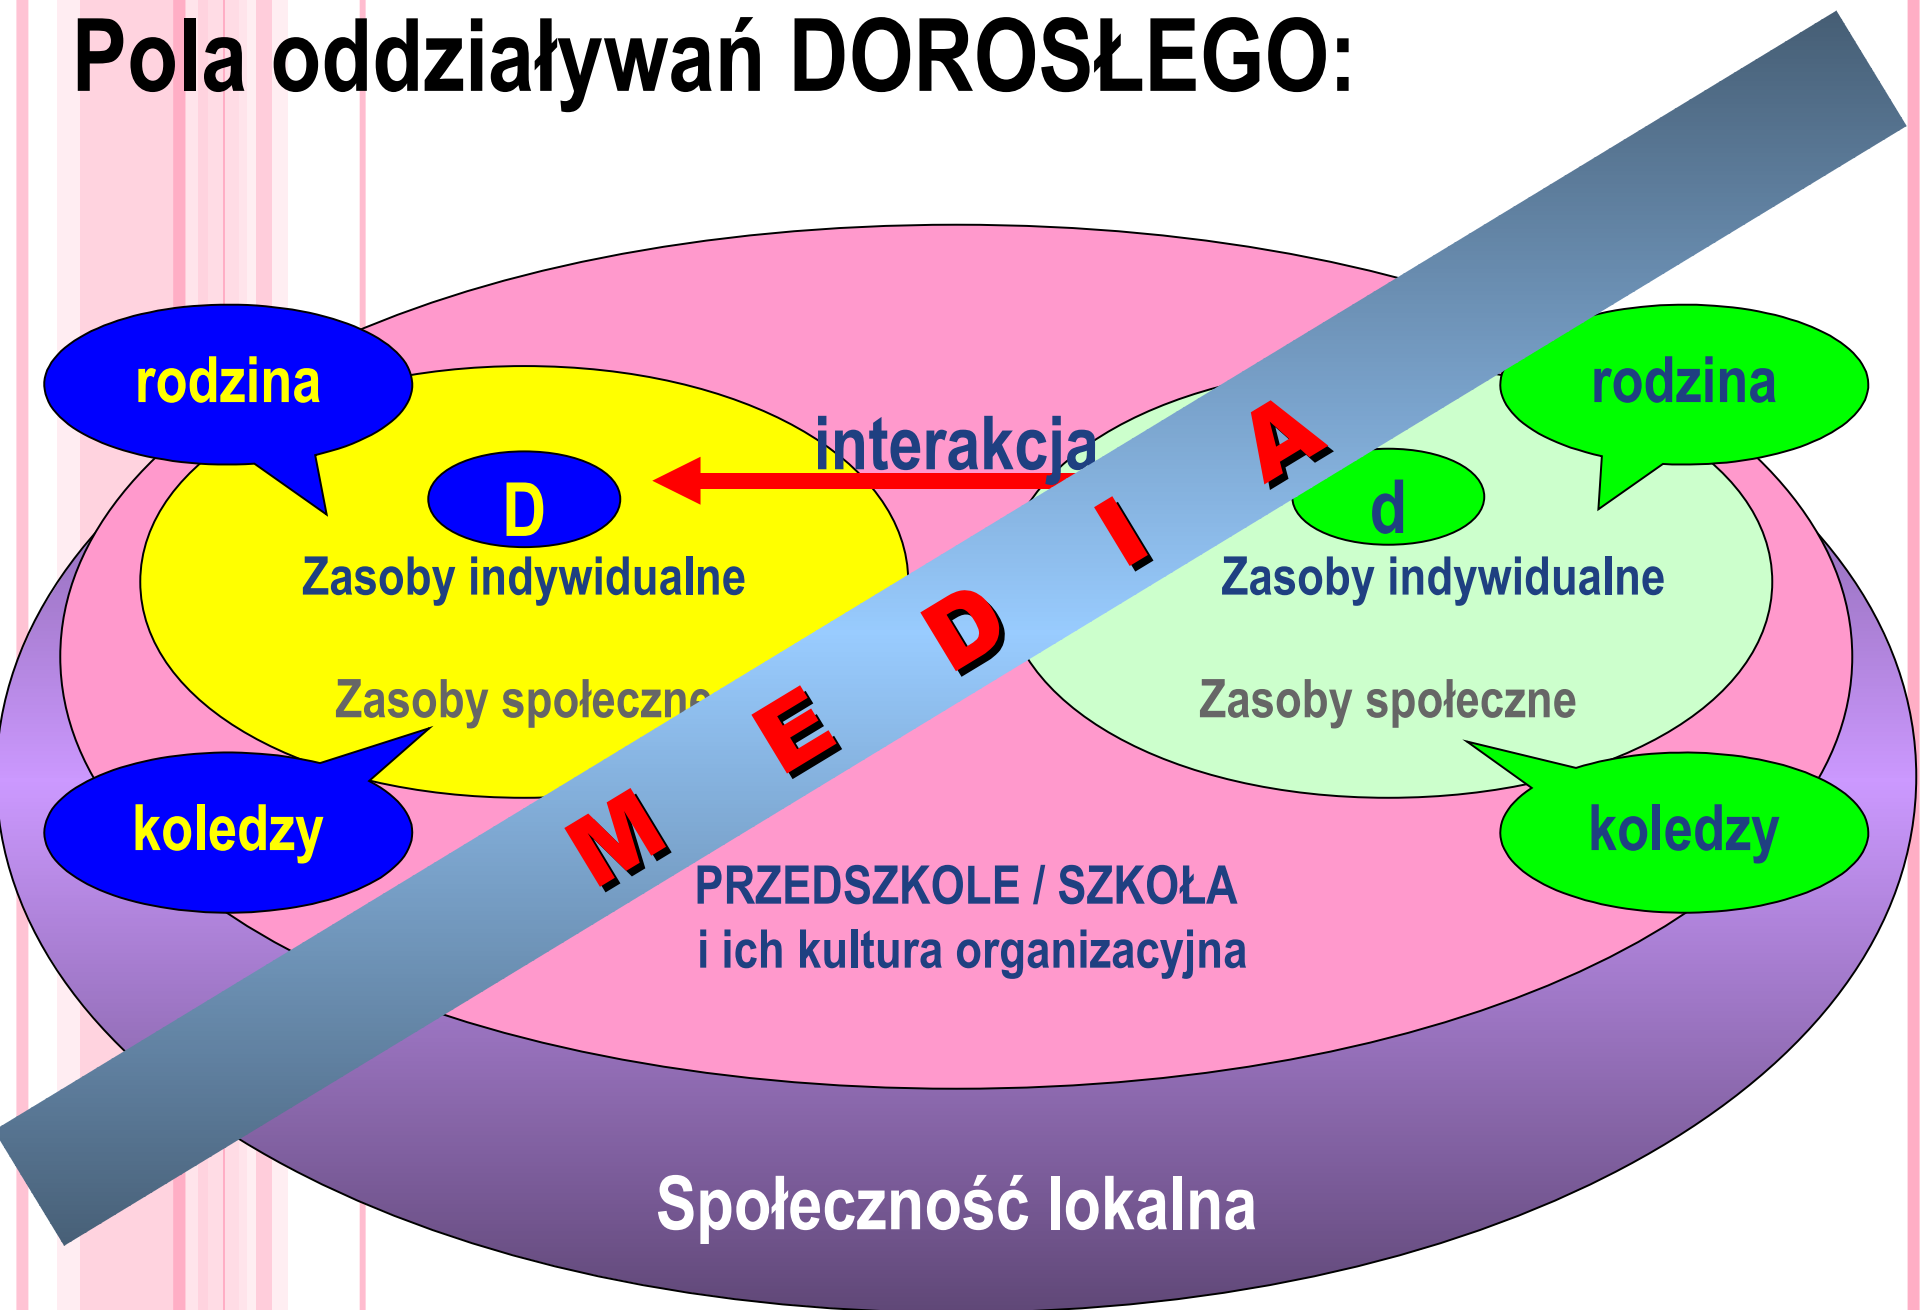 Pola oddziaływań DOROSŁEGO:
rodzina
rodzina
interakcja
D
d
Zasoby indywidualne
Zasoby indywidualne
Zasoby społeczne
Zasoby społeczne
M E D I A
koledzy
koledzy
PRZEDSZKOLE / SZKOŁA
i ich kultura organizacyjna
Społeczność lokalna